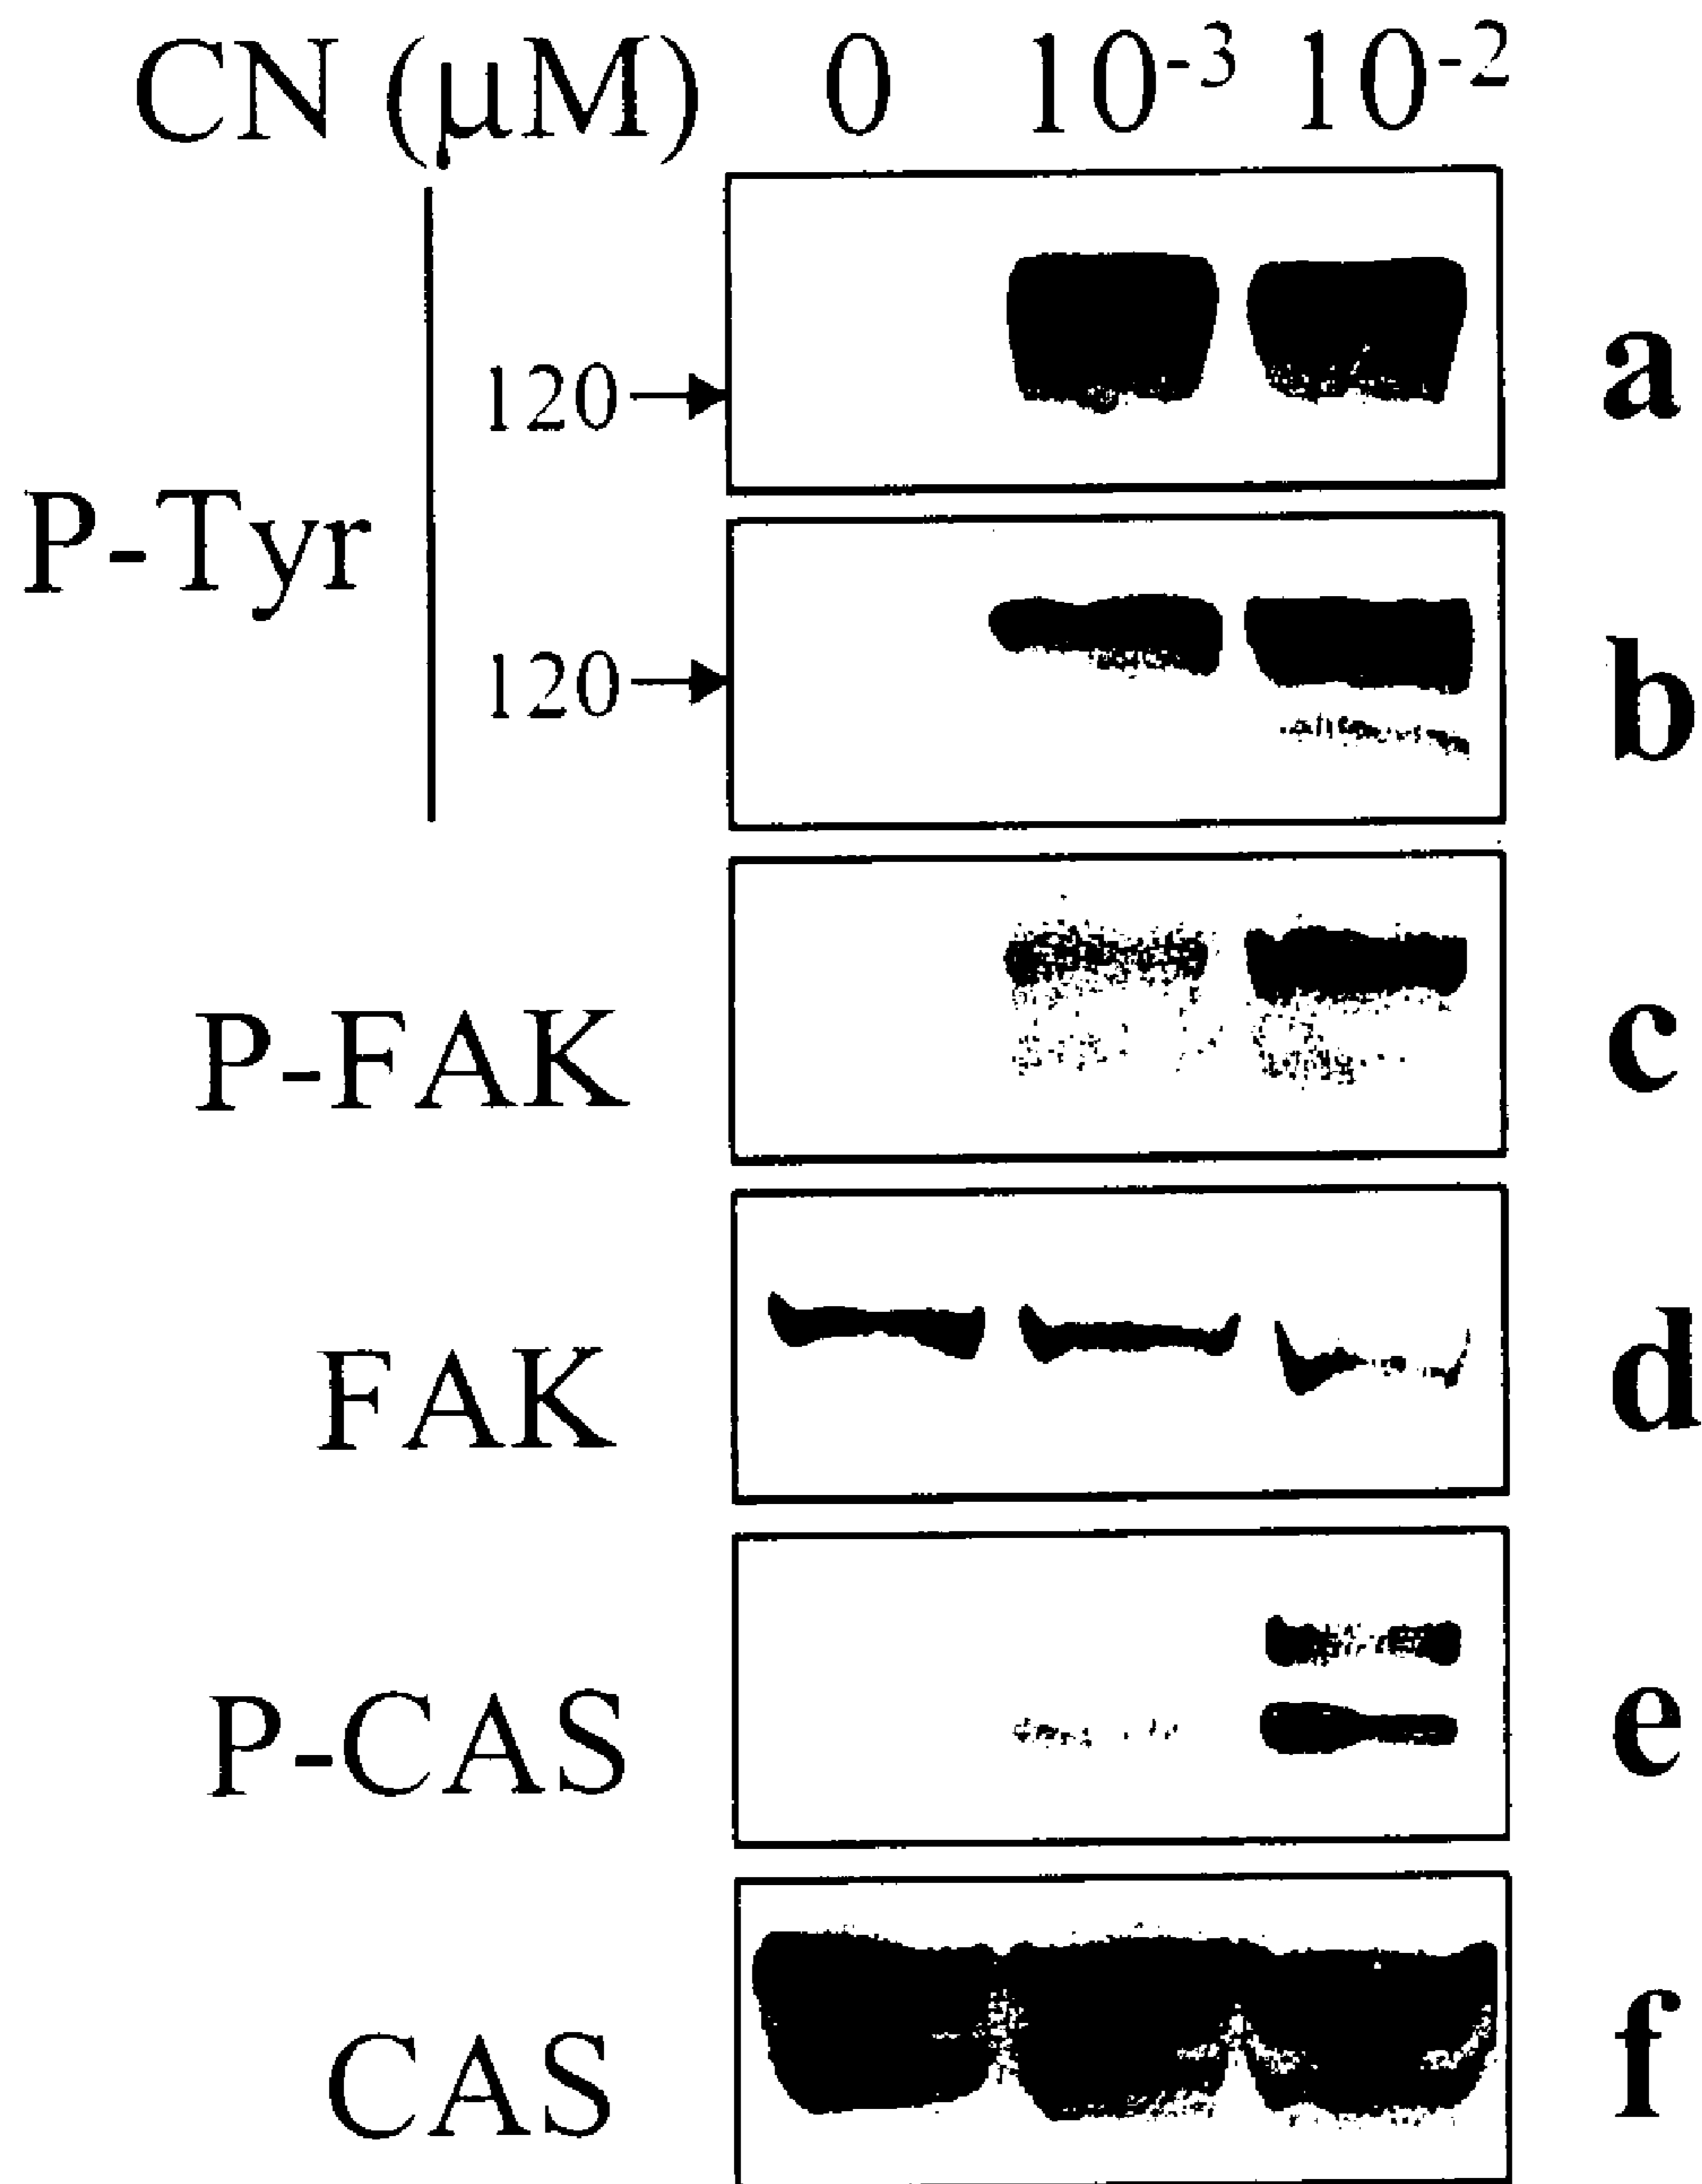 CN (μM) 0 10⁻³ 10⁻²
120 a
P-Tyr
120 b
P-FAK c
FAK d
P-CAS e
CAS f